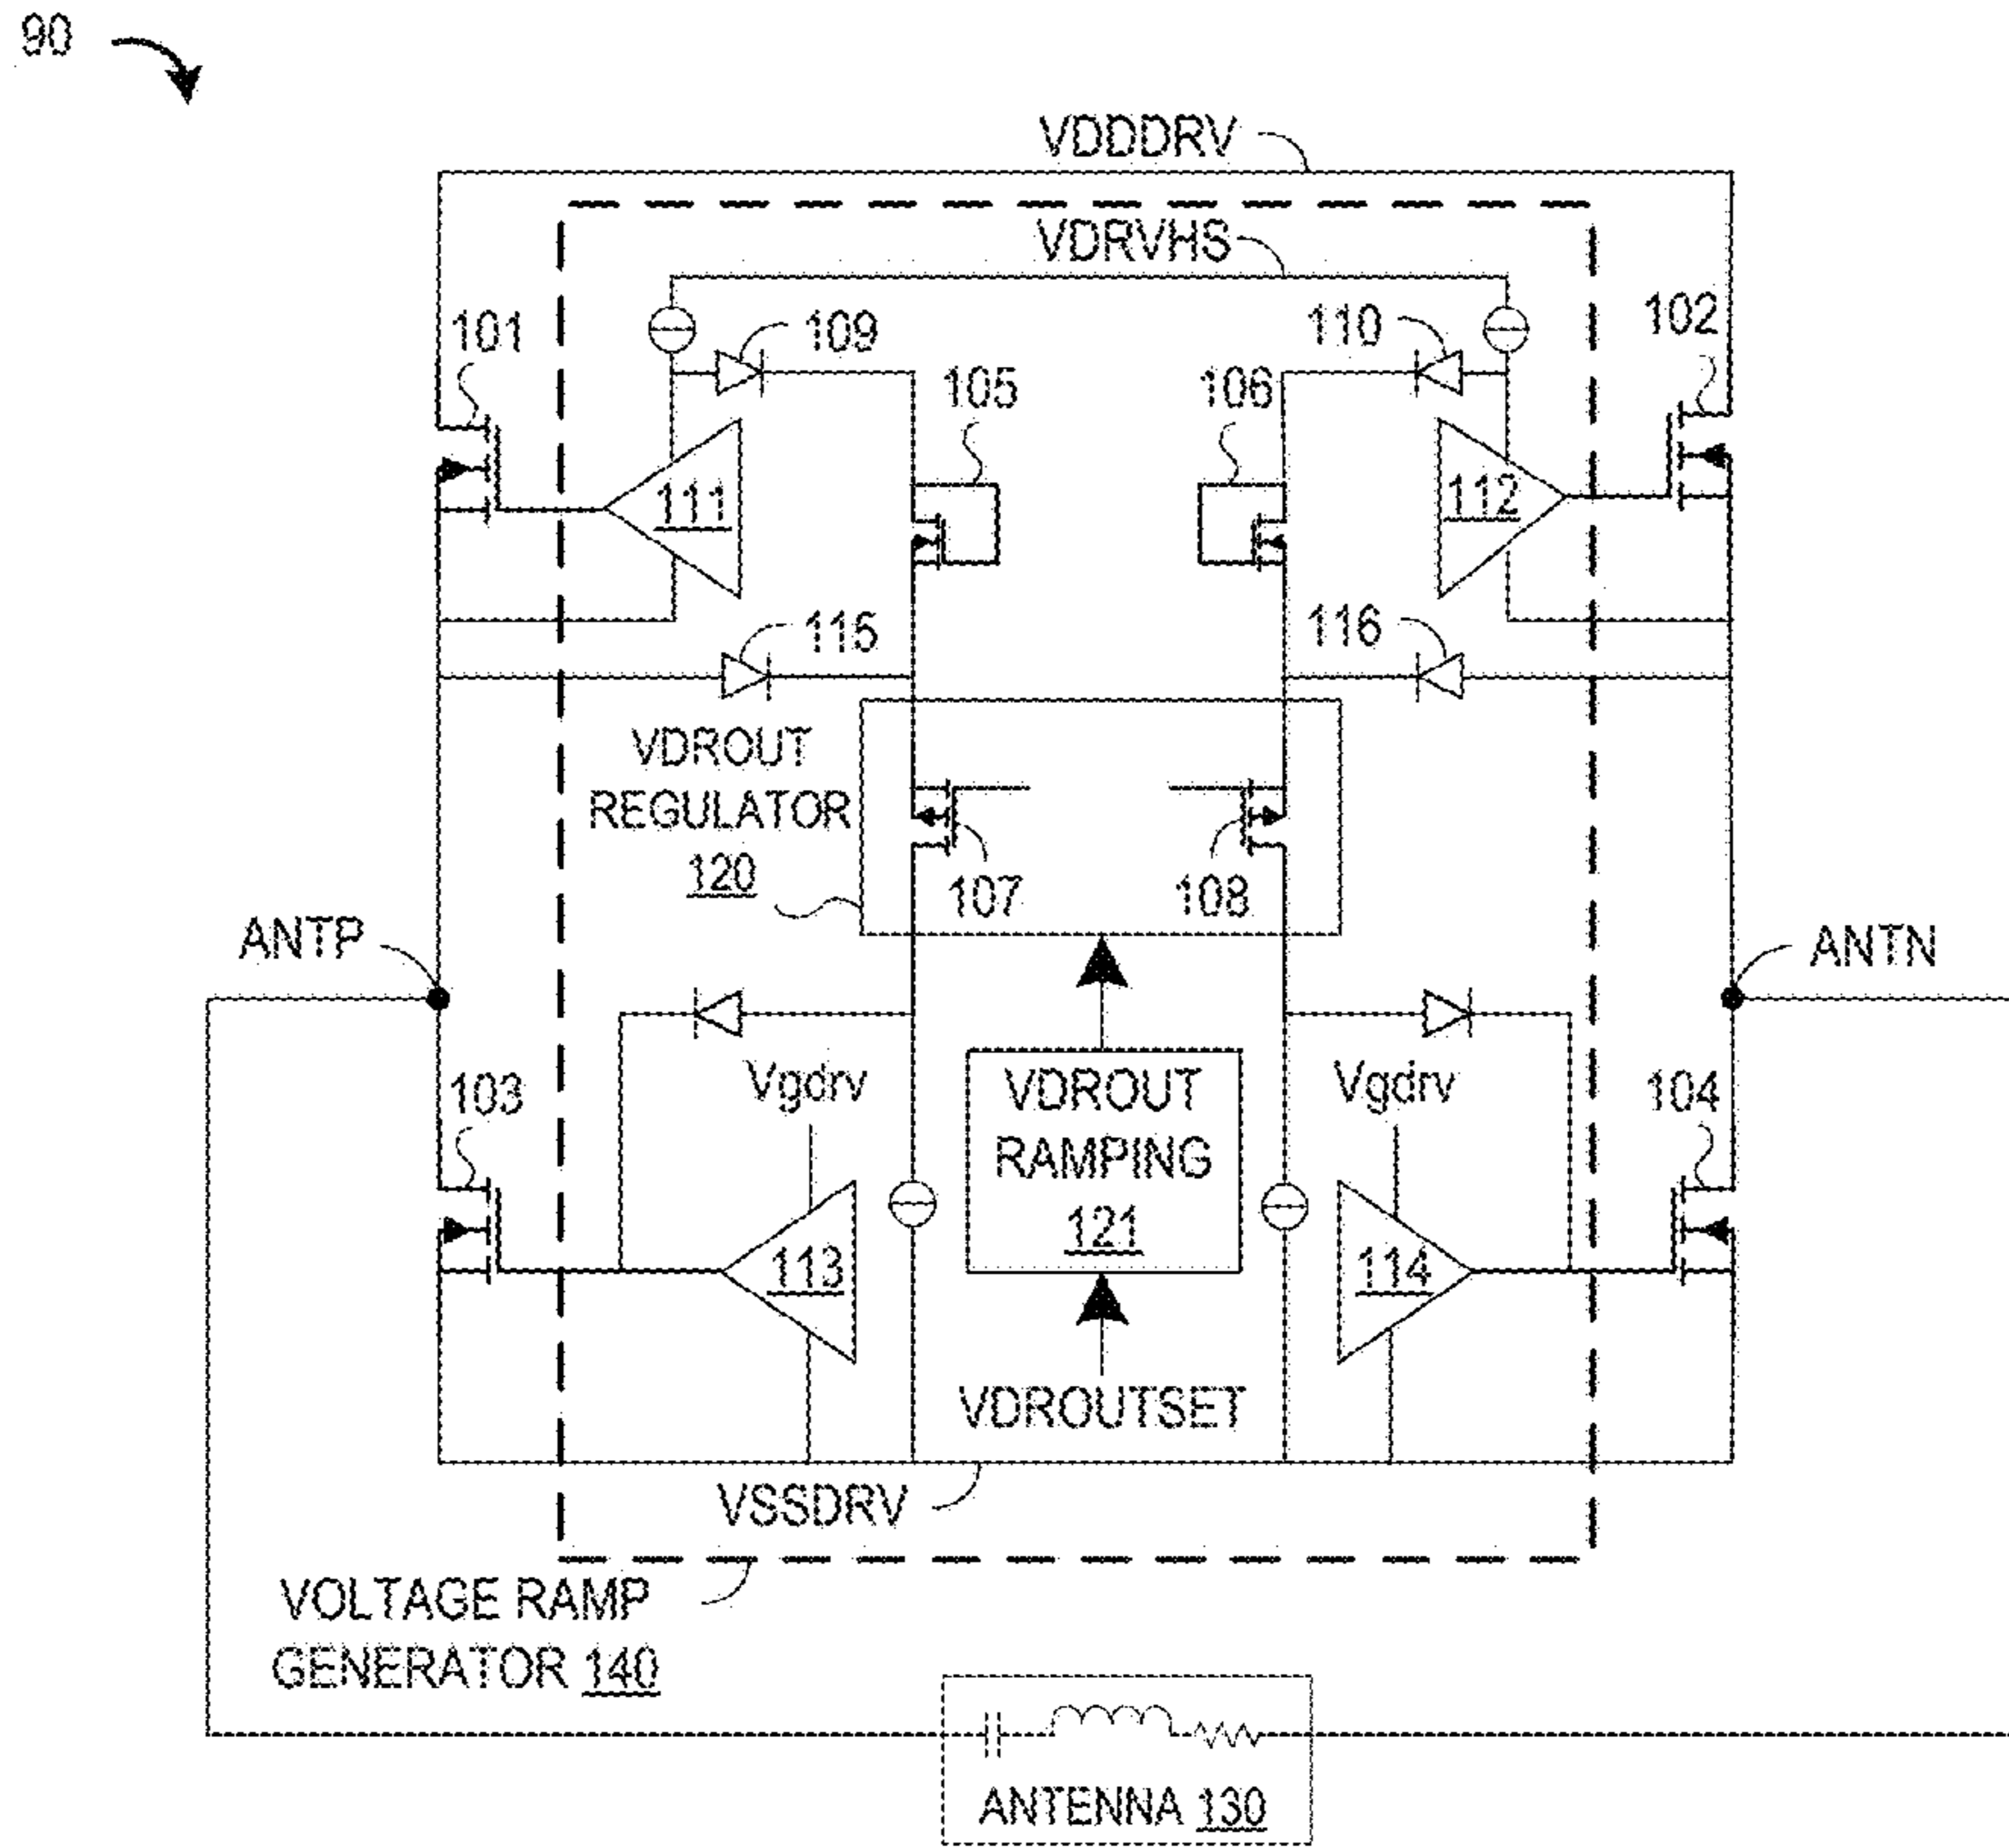 90
VDDDRV
VDRVHS
101
109
110
102
105
106
111
112
115
116
VDROUT
REGULATOR
120
107
108
ANTP
ANTN
103
Vgdrv
VDROUT
RAMPING
121
Vgdrv
104
113
114
VDROUTSET
VSSDRV
VOLTAGE RAMP
GENERATOR 140
ANTENNA 130